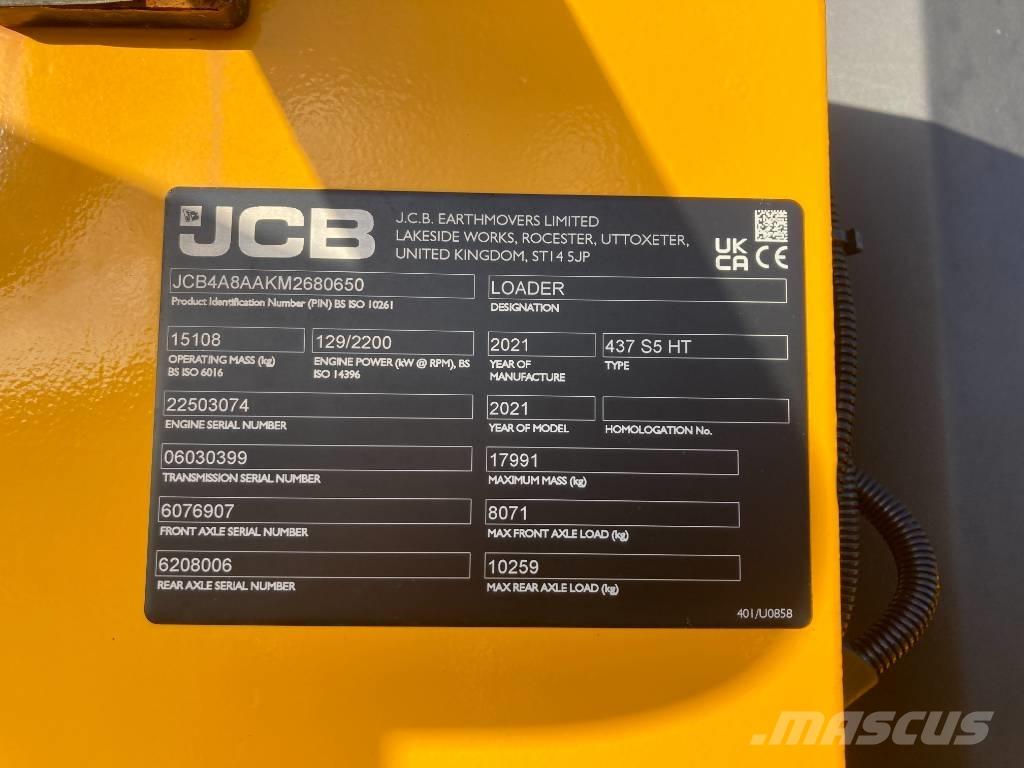 JCB
J.C.B. EARTHMOVERS LIMITED
LAKESIDE WORKS, ROCESTER, UTTOXETER,
UNITED KINGDOM, ST14 5JP
UK
CA CE
JCB4A8AAKM2680650
Product Identification Number (PIN) BS ISO 10261
LOADER
DESIGNATION
15108
OPERATING MASS (kg)
BS ISO 6016
129/2200
ENGINE POWER (kW @ RPM), BS
ISO 14396
2021
YEAR OF
MANUFACTURE
437 S5 HT
TYPE
22503074
ENGINE SERIAL NUMBER
2021
YEAR OF MODEL
HOMOLOGATION No.
06030399
TRANSMISSION SERIAL NUMBER
17991
MAXIMUM MASS (kg)
6076907
FRONT AXLE SERIAL NUMBER
8071
MAX FRONT AXLE LOAD (kg)
6208006
REAR AXLE SERIAL NUMBER
10259
MAX REAR AXLE LOAD (kg)
401/U0858
MASCUS